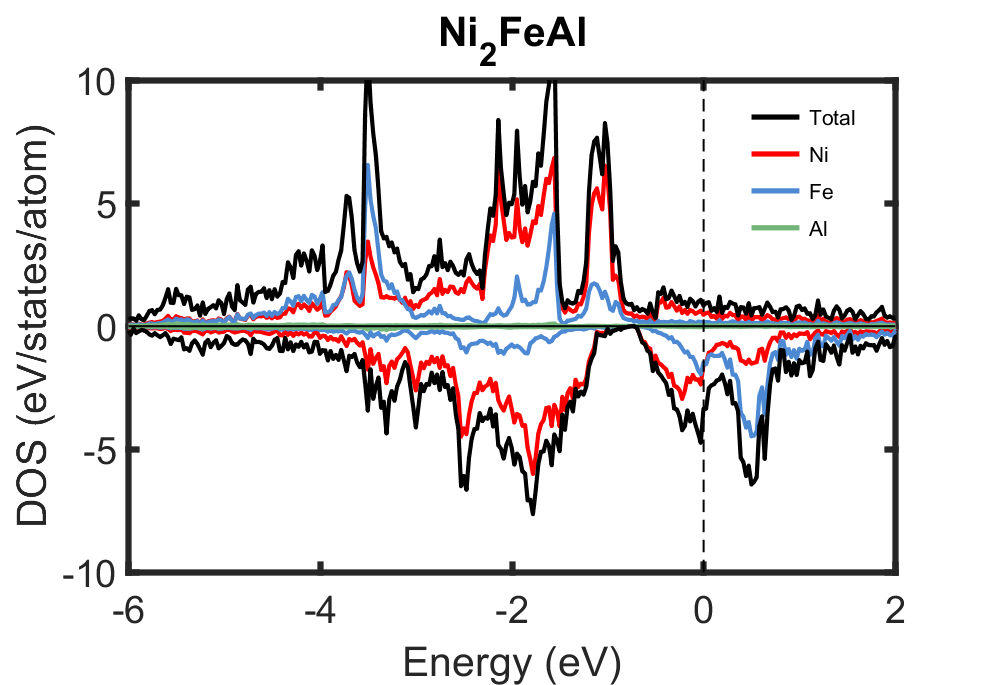 Ni2FeAl
DOS (eV/states/atom)
10
5
0
-5
-10
Total
Ni
Fe
Al
-6 -4 -2 0 2
Energy (eV)